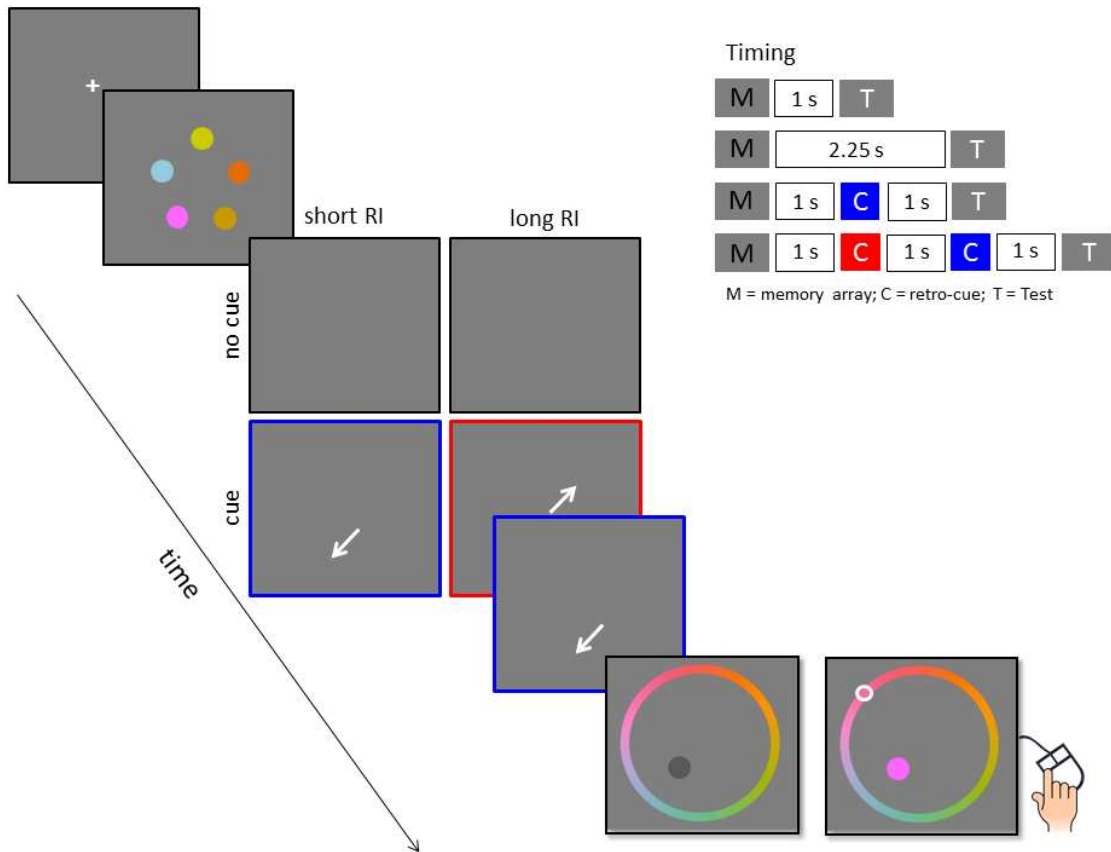 Timing
M 1 s T
M 2.25 s T
M 1 s C 1 s T
M 1 s C 1 s C 1 s T
M = memory array; C = retro-cue; T = Test
short RI
long RI
no cue
cue
time